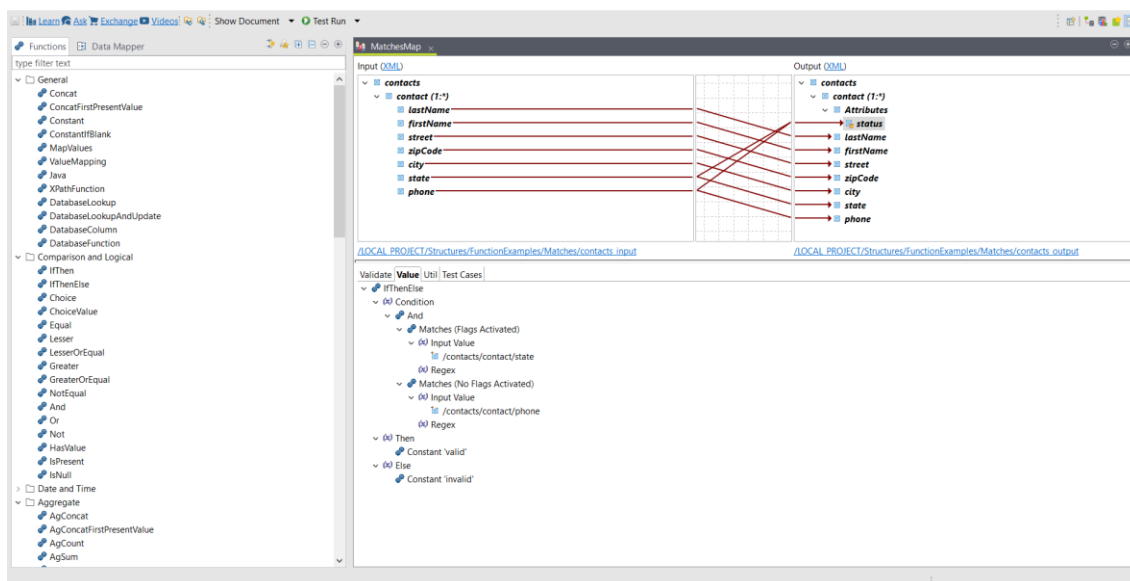 Learn Ask Exchange Videos Show Document Test Run
Functions Data Mapper
type filter text
General
Concat
ConcatFirstPresentValue
Constant
ConstantIfBlank
MapValues
ValueMapping
Java
XPathFunction
DatabaseLookup
DatabaseLookupAndUpdate
DatabaseColumn
DatabaseFunction
Comparison and Logical
IfThen
IfThenElse
Choice
ChoiceValue
Equal
Lesser
LesserOrEqual
Greater
GreaterOrEqual
NotEqual
And
Or
Not
HasValue
IsPresent
IsNull
Date and Time
Aggregate
AgConcat
AgConcatFirstPresentValue
AgCount
AgSum
MatchesMap
Input (XML)
contacts
contact (1:*)
lastName
firstName
street
zipCode
city
state
phone
/LOCAL_PROJECT/Structures/FunctionExamples/Matches/contacts_input
Output (XML)
contacts
contact (1:*)
Attributes
status
lastName
firstName
street
zipCode
city
state
phone
/LOCAL_PROJECT/Structures/FunctionExamples/Matches/contacts_output
Validate Value Util Test Cases
IfThenElse
(x) Condition
And
Matches (Flags Activated)
(x) Input Value
/contacts/contact/state
(x) Regex
Matches (No Flags Activated)
(x) Input Value
/contacts/contact/phone
(x) Regex
(x) Then
Constant 'valid'
(x) Else
Constant 'invalid'